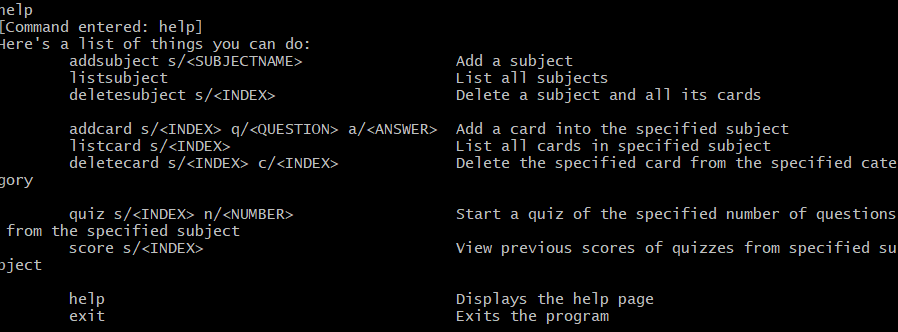 help
[Command entered: help]
Here's a list of things you can do:
addsubject s/<SUBJECTNAME> Add a subject
listsubject List all subjects
deletesubject s/<INDEX> Delete a subject and all its cards
addcard s/<INDEX> q/<QUESTION> a/<ANSWER> Add a card into the specified subject
listcard s/<INDEX> List all cards in specified subject
deletecard s/<INDEX> c/<INDEX> Delete the specified card from the specified cate
gory
quiz s/<INDEX> n/<NUMBER> Start a quiz of the specified number of questions
from the specified subject
score s/<INDEX> View previous scores of quizzes from specified su
bject
help Displays the help page
exit Exits the program